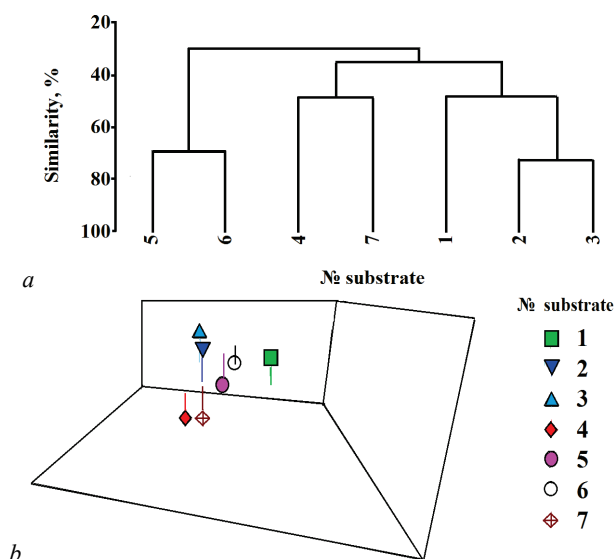 20
40
60
80
100
Similarity, %
5 6 4 7 1 2 3
№ substrate
a
№ substrate
1
2
3
4
5
6
7
b